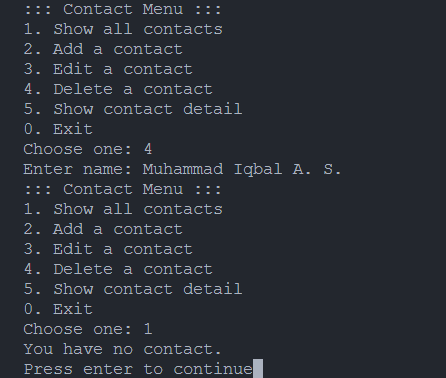 ::: Contact Menu :::
1. Show all contacts
2. Add a contact
3. Edit a contact
4. Delete a contact
5. Show contact detail
0. Exit
Choose one: 4
Enter name: Muhammad Iqbal A. S.
::: Contact Menu :::
1. Show all contacts
2. Add a contact
3. Edit a contact
4. Delete a contact
5. Show contact detail
0. Exit
Choose one: 1
You have no contact.
Press enter to continue